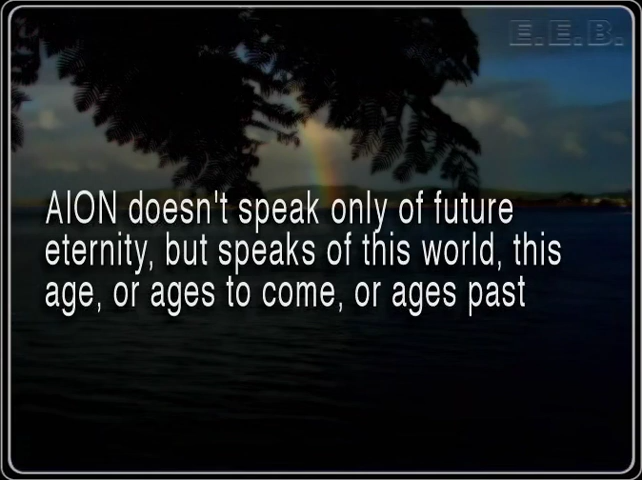 E.E.B.
AION doesn't speak only of future
eternity, but speaks of this world, this
age, or ages to come, or ages past